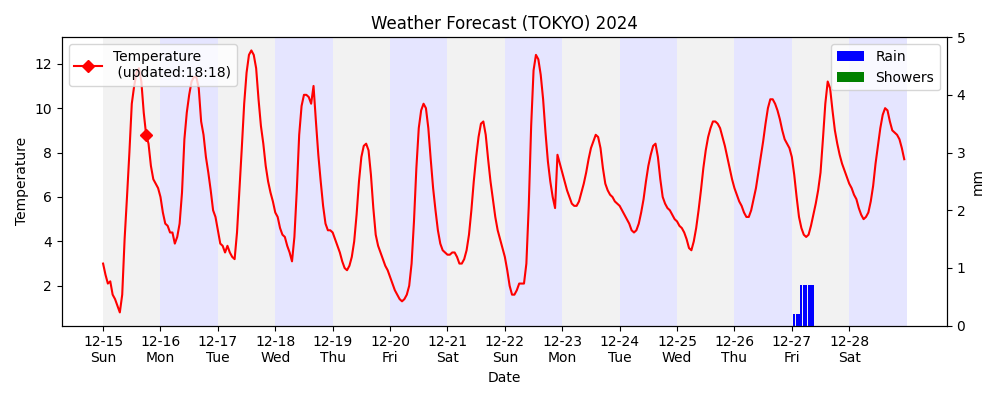 Weather Forecast (TOKYO) 2024
Temperature
(updated:18:18)
Rain
Showers
Temperature
12
10
8
6
4
2
5
4
3
2
1
0
mm
12-15 12-16 12-17 12-18 12-19 12-20 12-21 12-22 12-23 12-24 12-25 12-26 12-27 12-28
Sun Mon Tue Wed Thu Fri Sat Sun Mon Tue Wed Thu Fri Sat
Date